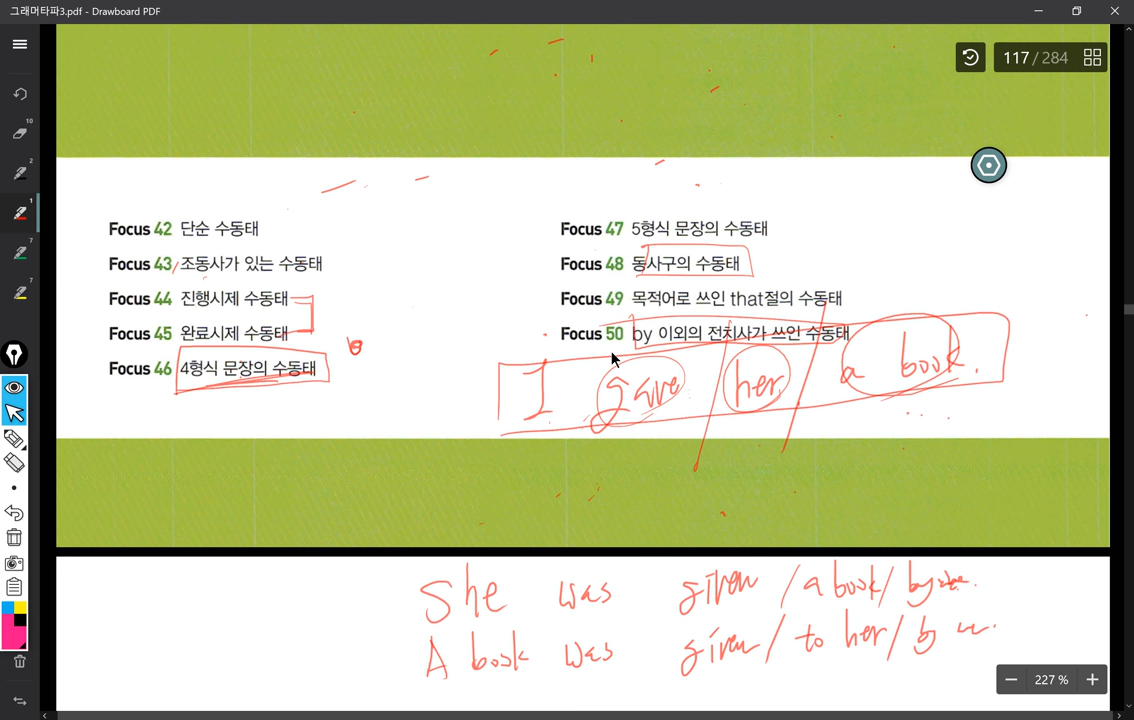 그래머타파3.pdf - Drawboard PDF
117 / 284
Focus 42 단순 수동태
Focus 43 조동사가 있는 수동태
Focus 44 진행시제 수동태
Focus 45 완료시제 수동태
Focus 46 4형식 문장의 수동태
Focus 47 5형식 문장의 수동태
Focus 48 동사구의 수동태
Focus 49 목적어로 쓰인 that절의 수동태
Focus 50 by 이외의 전치사가 쓰인 수동태
I gave / her / a book.
She was given / a book / by
A book was given / to her / by
10
2
1
7
7
227 %